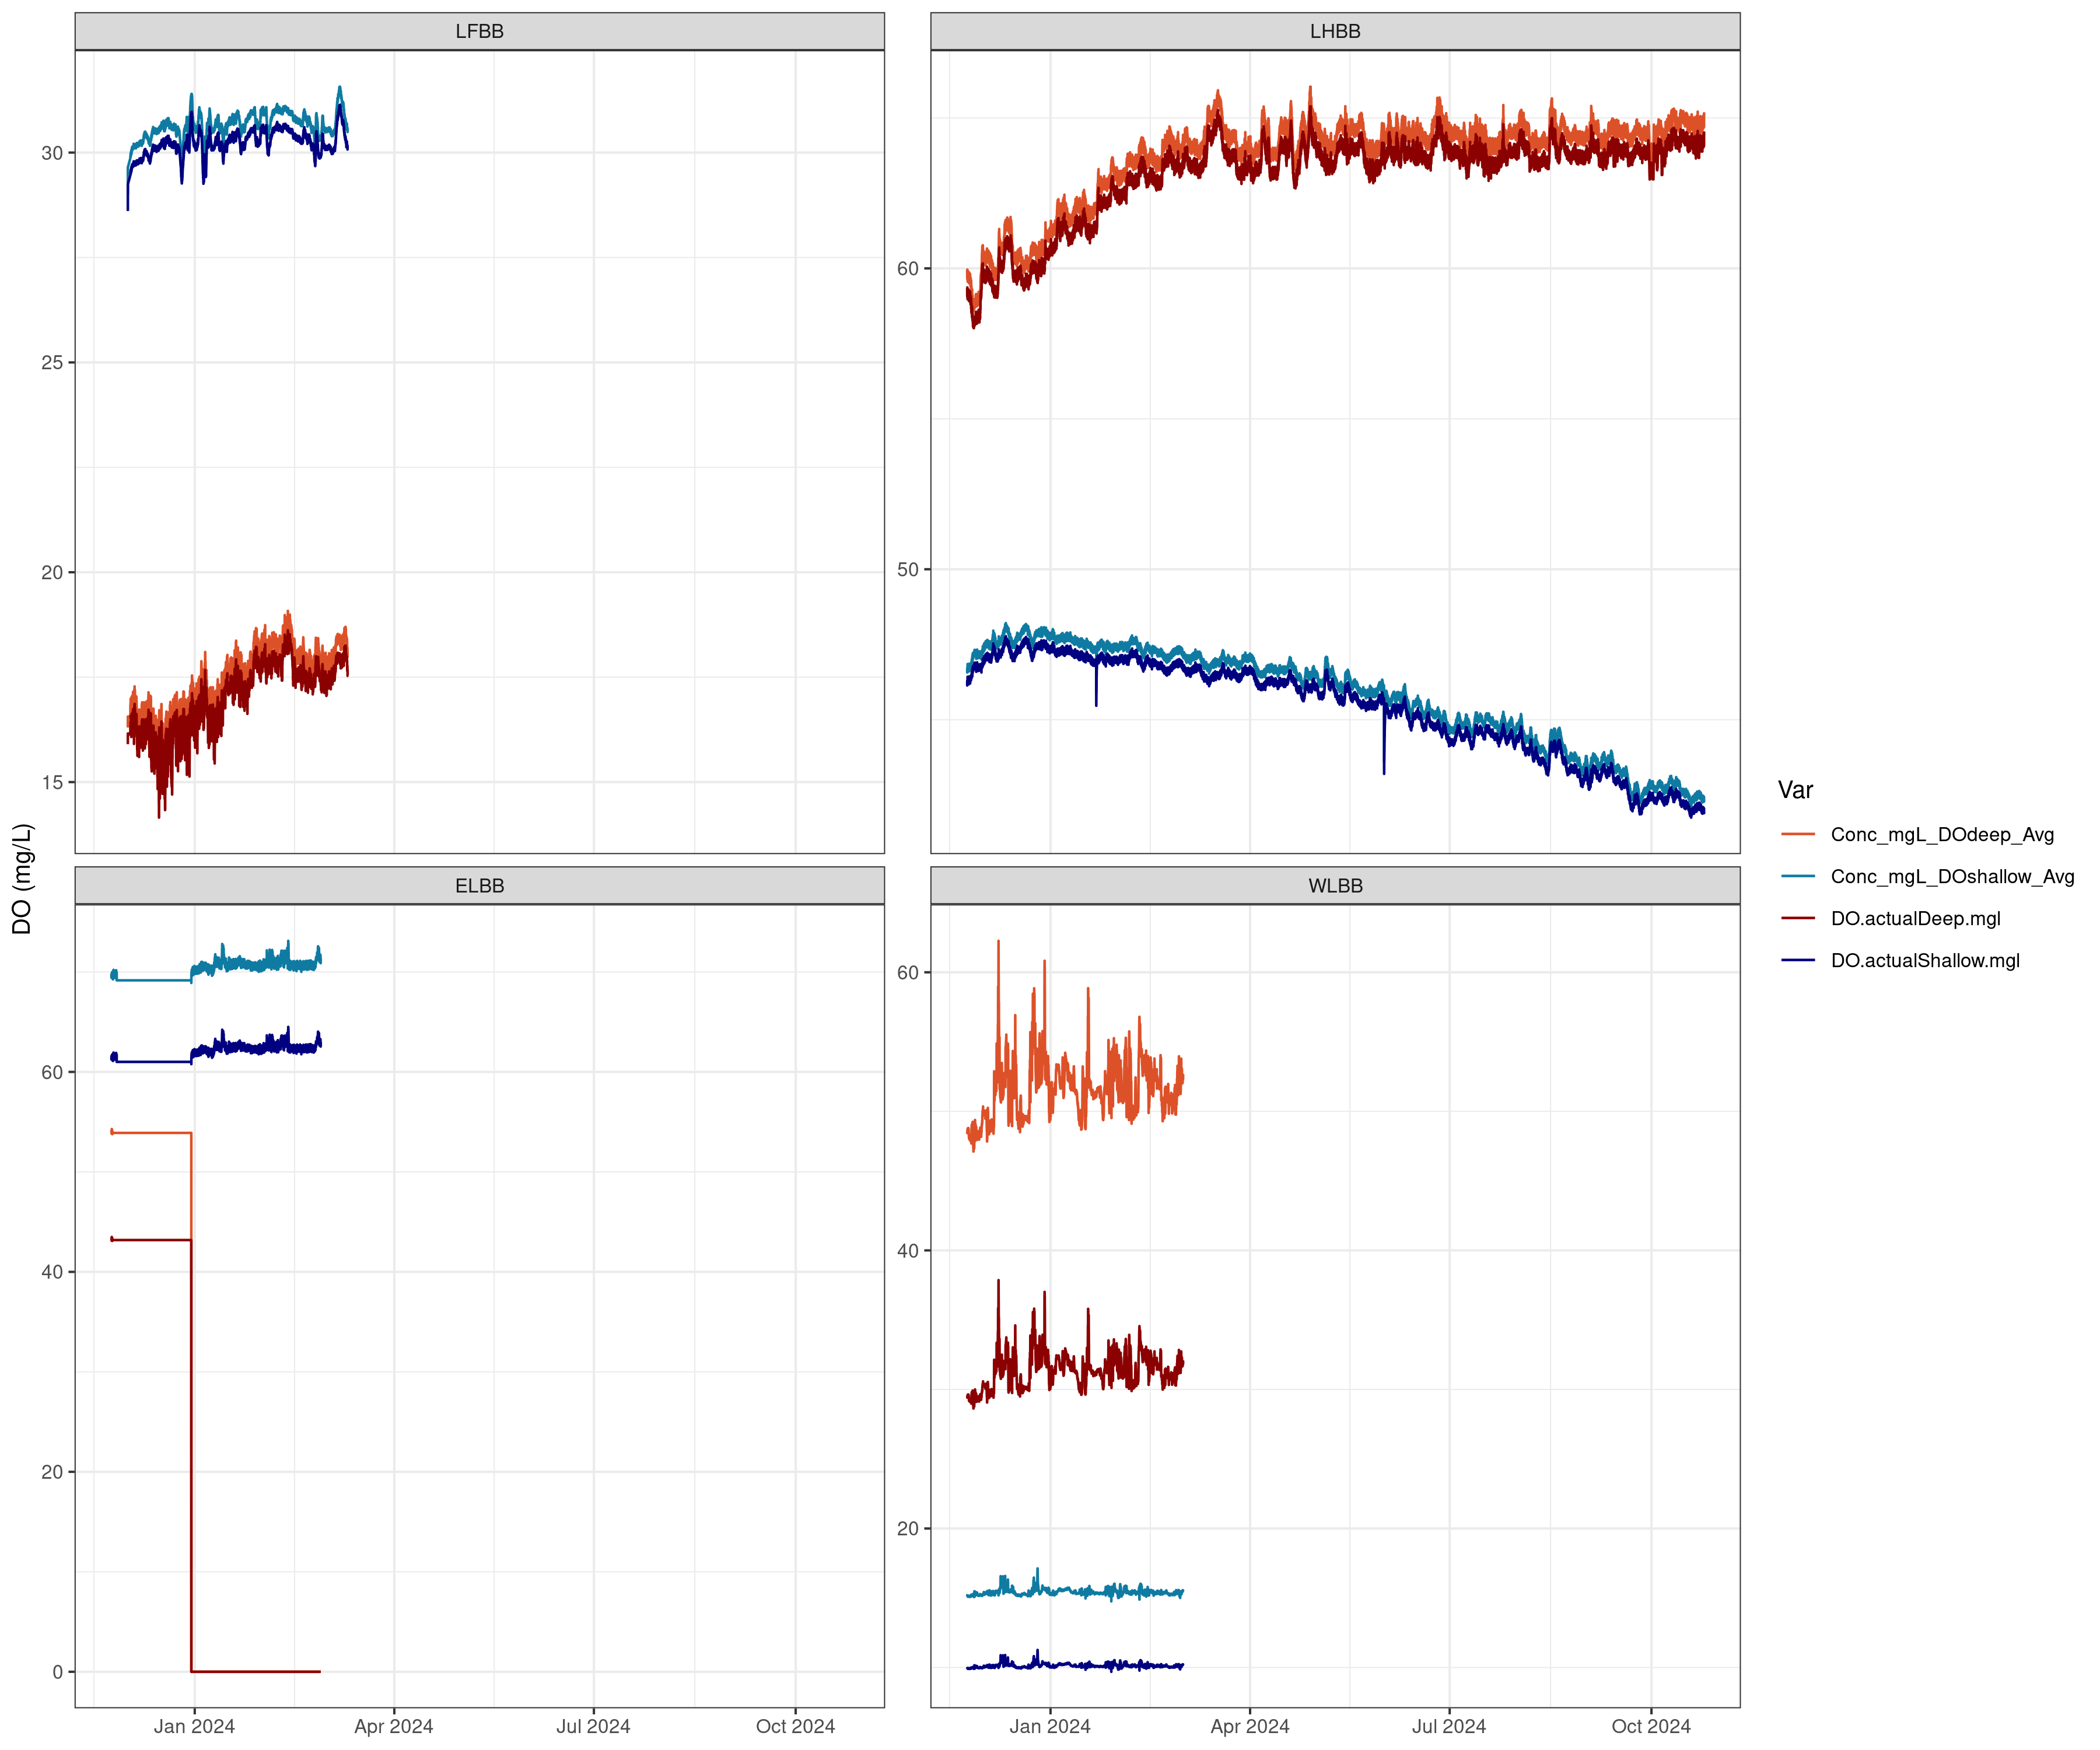 LFBB
LHBB
30
25
20
15
60
50
DO (mg/L)
ELBB
WLBB
60
40
20
0
60
40
20
Jan 2024 Apr 2024 Jul 2024 Oct 2024
Jan 2024 Apr 2024 Jul 2024 Oct 2024
Var
Conc_mgL_DOdeep_Avg
Conc_mgL_DOshallow_Avg
DO.actualDeep.mgl
DO.actualShallow.mgl